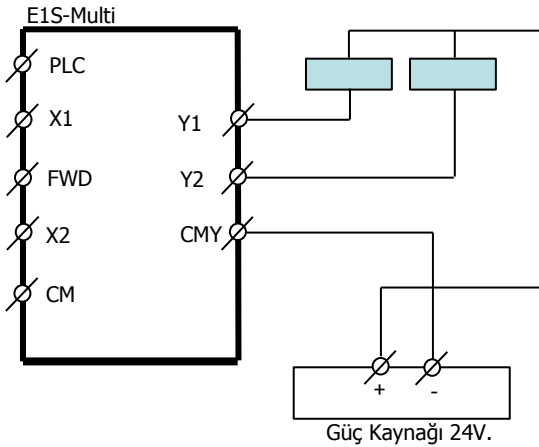 E1S-Multi
PLC
X1
Y1
FWD
Y2
X2
CMY
CM
+ -
Güç Kaynağı 24V.